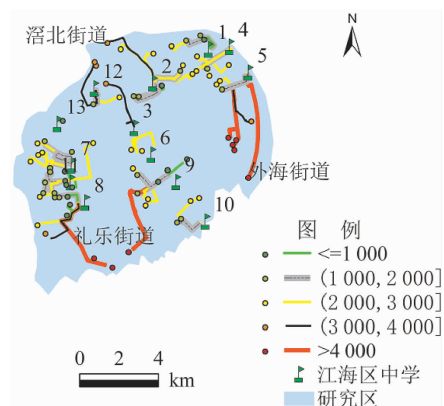 滘北街道
N
1
4
5
12
2
13
3
7
6
8
9
外海街道
10
礼乐街道
图 例
<=1 000
(1 000, 2 000]
(2 000, 3 000]
(3 000, 4 000]
>4 000
江海区中学
研究区
0 2 4
km